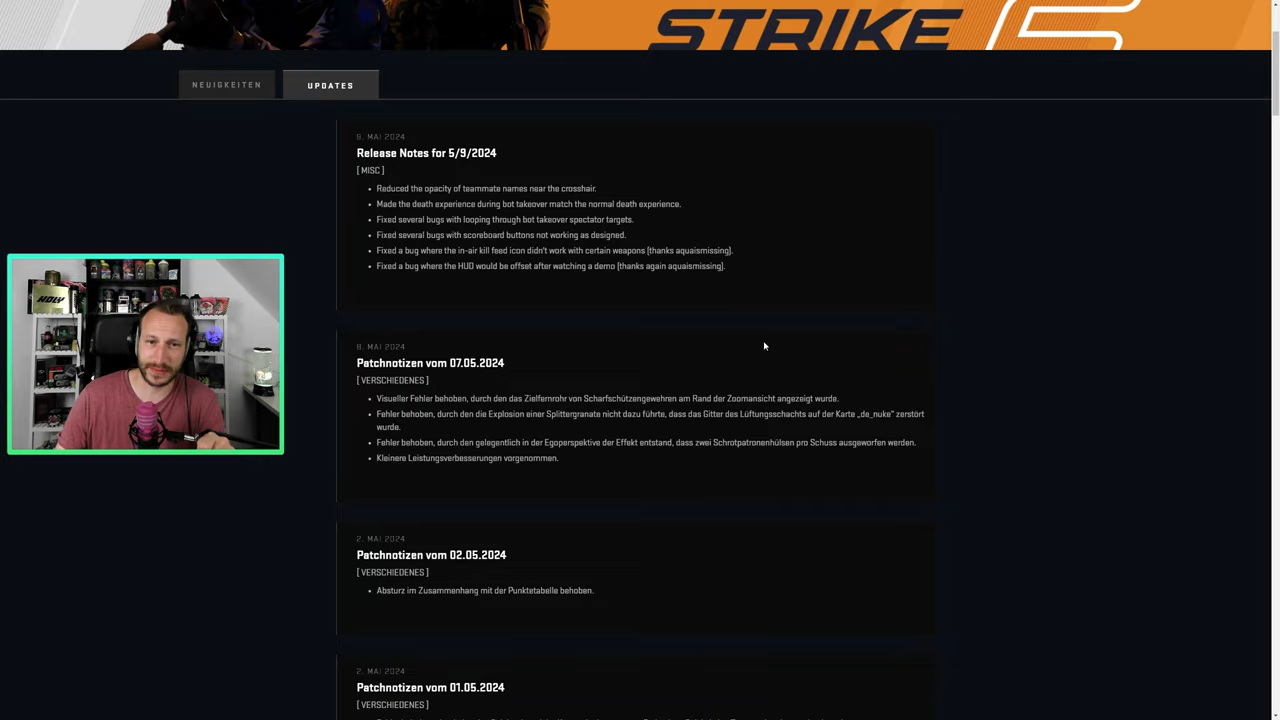 STRIKE
NEUIGKEITEN
UPDATES
9. MAI 2024
Release Notes for 5/9/2024
[ MISC ]
• Reduced the opacity of teammate names near the crosshair.
• Made the death experience during bot takeover match the normal death experience.
• Fixed several bugs with looping through bot takeover spectator targets.
• Fixed several bugs with scoreboard buttons not working as designed.
• Fixed a bug where the in-air kill feed icon didn't work with certain weapons [thanks aquaismissing].
• Fixed a bug where the HUD would be offset after watching a demo [thanks again aquaismissing].
HOLY
8. MAI 2024
Patchnotizen vom 07.05.2024
[ VERSCHIEDENES ]
• Visueller Fehler behoben, durch den das Zielfernrohr von Scharfschützengewehren am Rand der Zoomansicht angezeigt wurde.
• Fehler behoben, durch den die Explosion einer Splittergranate nicht dazu führte, dass das Gitter des Lüftungsschachts auf der Karte „de_nuke“ zerstört
wurde.
• Fehler behoben, durch den gelegentlich in der Egoperspektive der Effekt entstand, dass zwei Schrotpatronenhülsen pro Schuss ausgeworfen werden.
• Kleinere Leistungsverbesserungen vorgenommen.
2. MAI 2024
Patchnotizen vom 02.05.2024
[ VERSCHIEDENES ]
• Absturz im Zusammenhang mit der Punktetabelle behoben.
2. MAI 2024
Patchnotizen vom 01.05.2024
[ VERSCHIEDENES ]